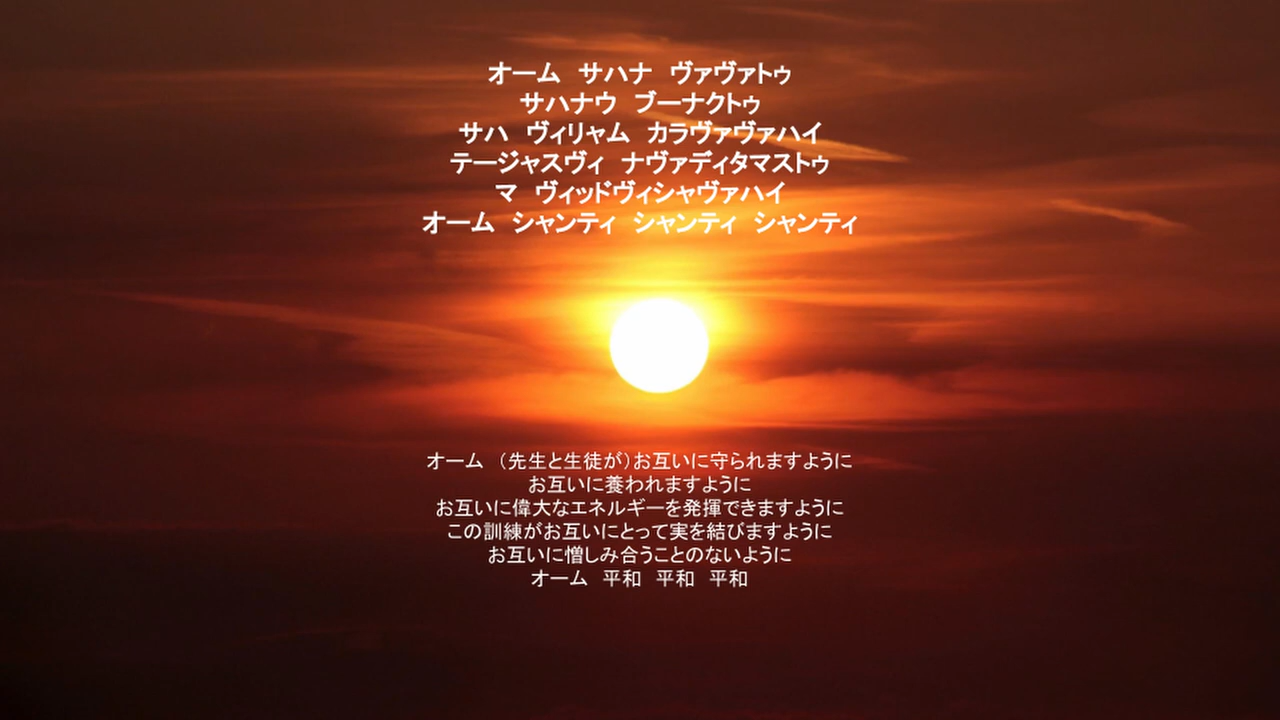 オーム　サハナ　ヴァヴァトゥ
サハナウ　ブーナクトゥ
サハ　ヴィリャム　カラヴァヴァハイ
テージャスヴィ　ナヴァディタマストゥ
マ　ヴィッドヴィシャヴァハイ
オーム　シャンティ　シャンティ　シャンティ
オーム　（先生と生徒が）お互いに守られますように
お互いに養われますように
お互いに偉大なエネルギーを発揮できますように
この訓練がお互いにとって実を結びますように
お互いに憎しみ合うことのないように
オーム　平和　平和　平和